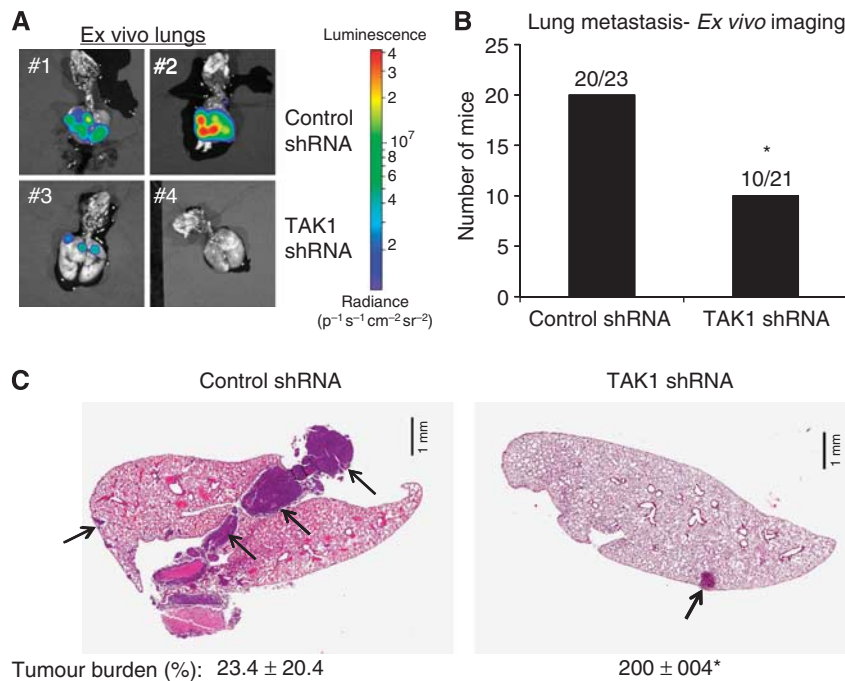 A
Ex vivo lungs
#1
#2
#3
#4
Control
shRNA
TAK1
shRNA
Luminescence
4
3
2
10⁷
8
6
4
2
Radiance
(p⁻¹ s⁻¹ cm⁻² sr⁻²)
B
Lung metastasis- Ex vivo imaging
Number of mice
25
20
15
10
5
0
20/23
*
10/21
Control shRNA
TAK1 shRNA
C
Control shRNA
TAK1 shRNA
1 mm
1 mm
Tumour burden (%): 23.4 ± 20.4
200 ± 004*